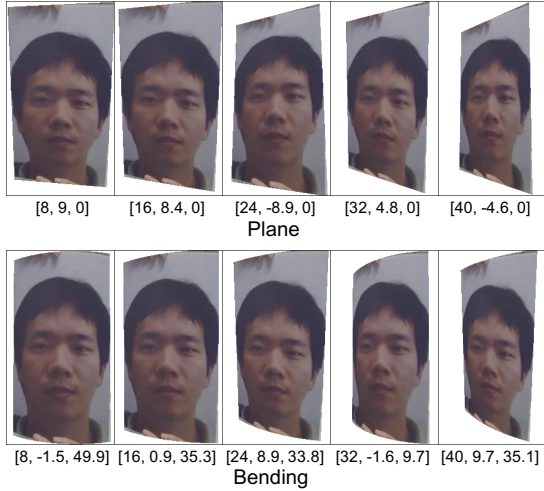 [8, 9, 0] [16, 8.4, 0] [24, -8.9, 0] [32, 4.8, 0] [40, -4.6, 0]
Plane
[8, -1.5, 49.9] [16, 0.9, 35.3] [24, 8.9, 33.8] [32, -1.6, 9.7] [40, 9.7, 35.1]
Bending